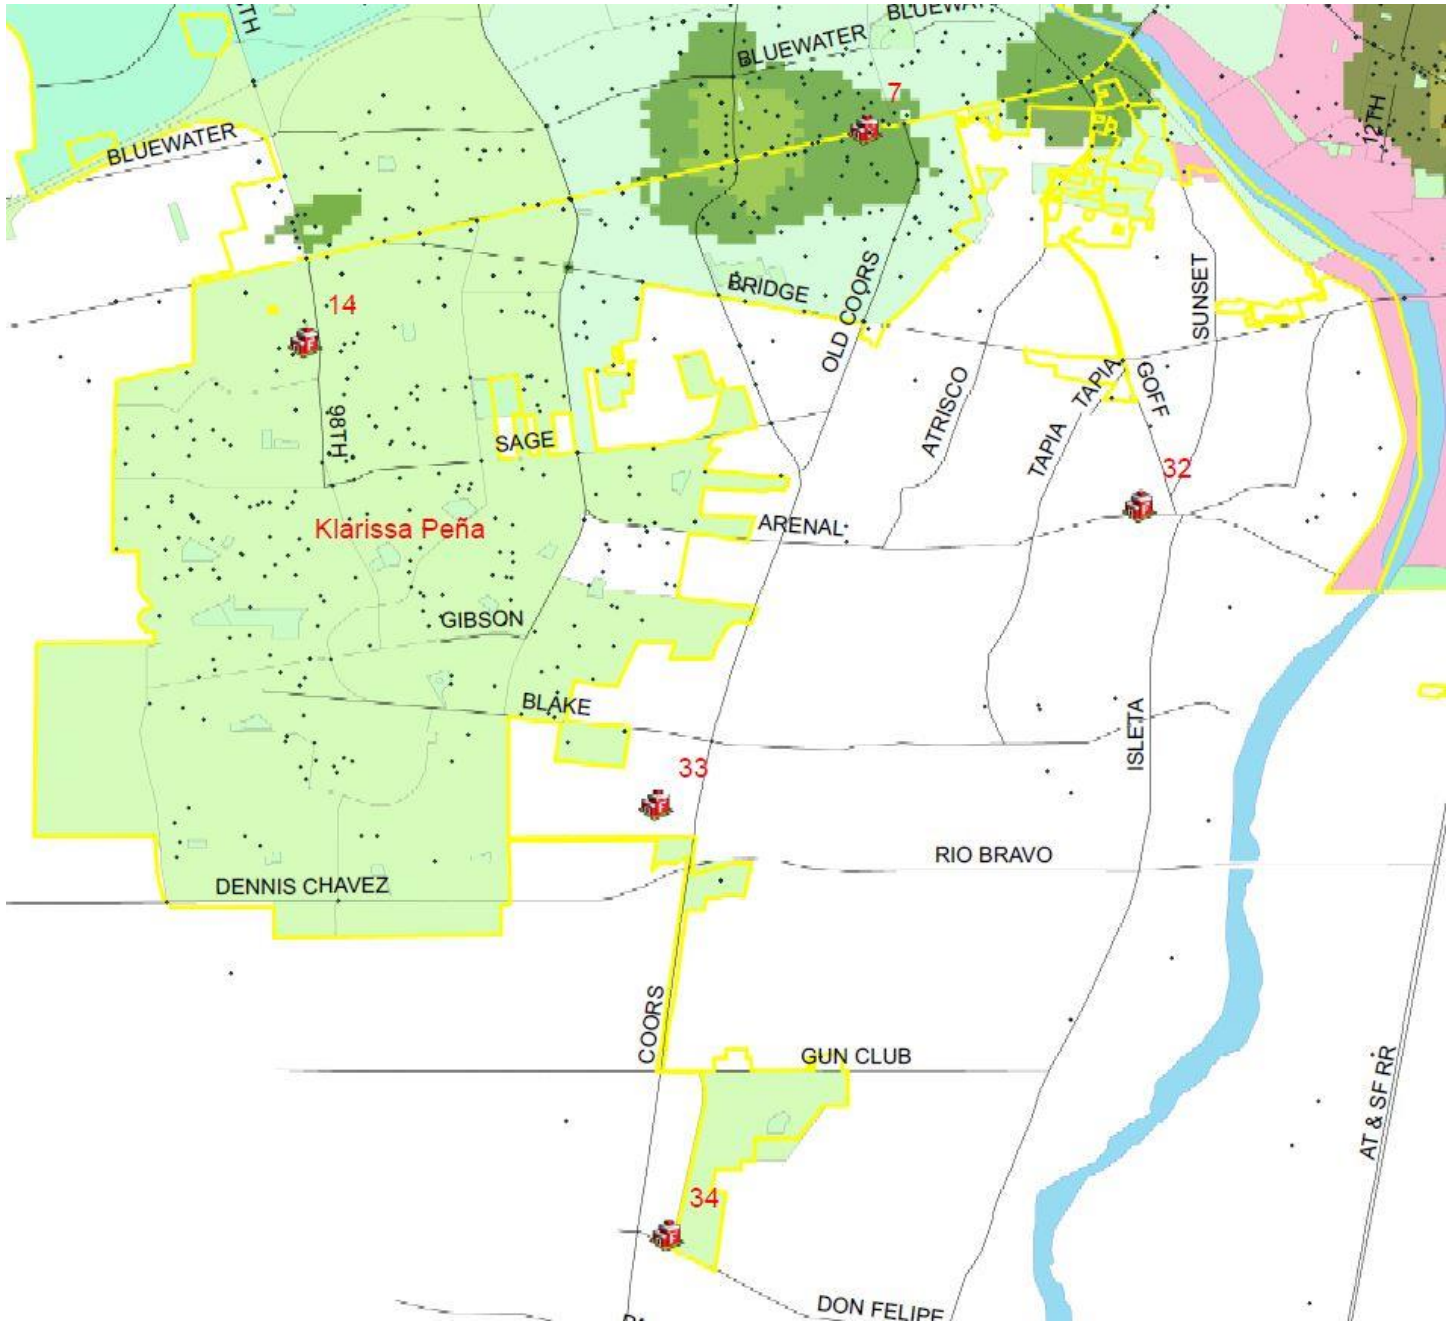 BLUEWATER
BLUEWATER
7
12TH
BLUEWATER
14
BRIDGE
OLD COORS
SUNSET
98TH
SAGE
ATRISCO
TAPIA
TAPIA
GOFF
32
Klarissa Peña
ARENAL
GIBSON
BLAKE
ISLETA
33
RIO BRAVO
DENNIS CHAVEZ
COORS
GUN CLUB
AT & SF RR
34
DON FELIPE